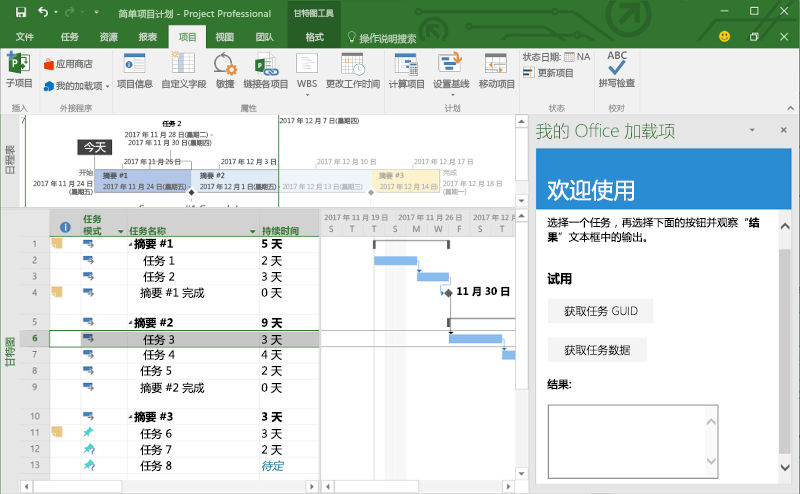 简单项目计划 - Project Professional
甘特图工具
文件 任务 资源 报表 项目 视图 团队 格式 操作说明搜索
子项目
应用商店
我的加载项
项目信息 自定义字段 敏捷 链接各项目 WBS 更改工作时间
计算项目 设置基线 移动项目
状态日期: NA
更新项目
ABC
拼写检查
插入 外接程序 属性 计划 状态 校对
日程表
任务 2
2017 年 11 月 28 日(星期二) -
2017 年 11 月 30 日(星期四)
2017 年 12 月 7 日(星期四)
今天
2017 年 11 月 26 日 2017 年 12 月 3 日 2017 年 12 月 10 日 2017 年 12 月 17 日
开始
2017 年 11 月 24 日(星期五)
摘要 #1
2017 年 11 月 24 日(星期五)
摘要 #2
2017 年 12 月 1 日(星期五) 2017 年 12 月 13 日(星期三)
摘要 #3
2017 年 12 月 14 日(
完成
2017 年 12 月 18 日(星期一)
甘特图
任务模式 任务名称 持续时间
2017 年 11 月 19 日 2017 年 11 月 26 日 2017 年 12
S T T S M W F S T
1 摘要 #1 5 天
2 任务 1 2 天
3 任务 2 3 天
4 摘要 #1 完成 0 天
11 月 30 日
5 摘要 #2 9 天
6 任务 3 3 天
7 任务 4 4 天
8 任务 5 2 天
9 摘要 #2 完成 0 天
10 摘要 #3 3 天
11 任务 6 3 天
12 任务 7 2 天
13 任务 8 待定
我的 Office 加载项
欢迎使用
选择一个任务，再选择下面的按钮并观察“结
果”文本框中的输出。
试用
获取任务 GUID
获取任务数据
结果: